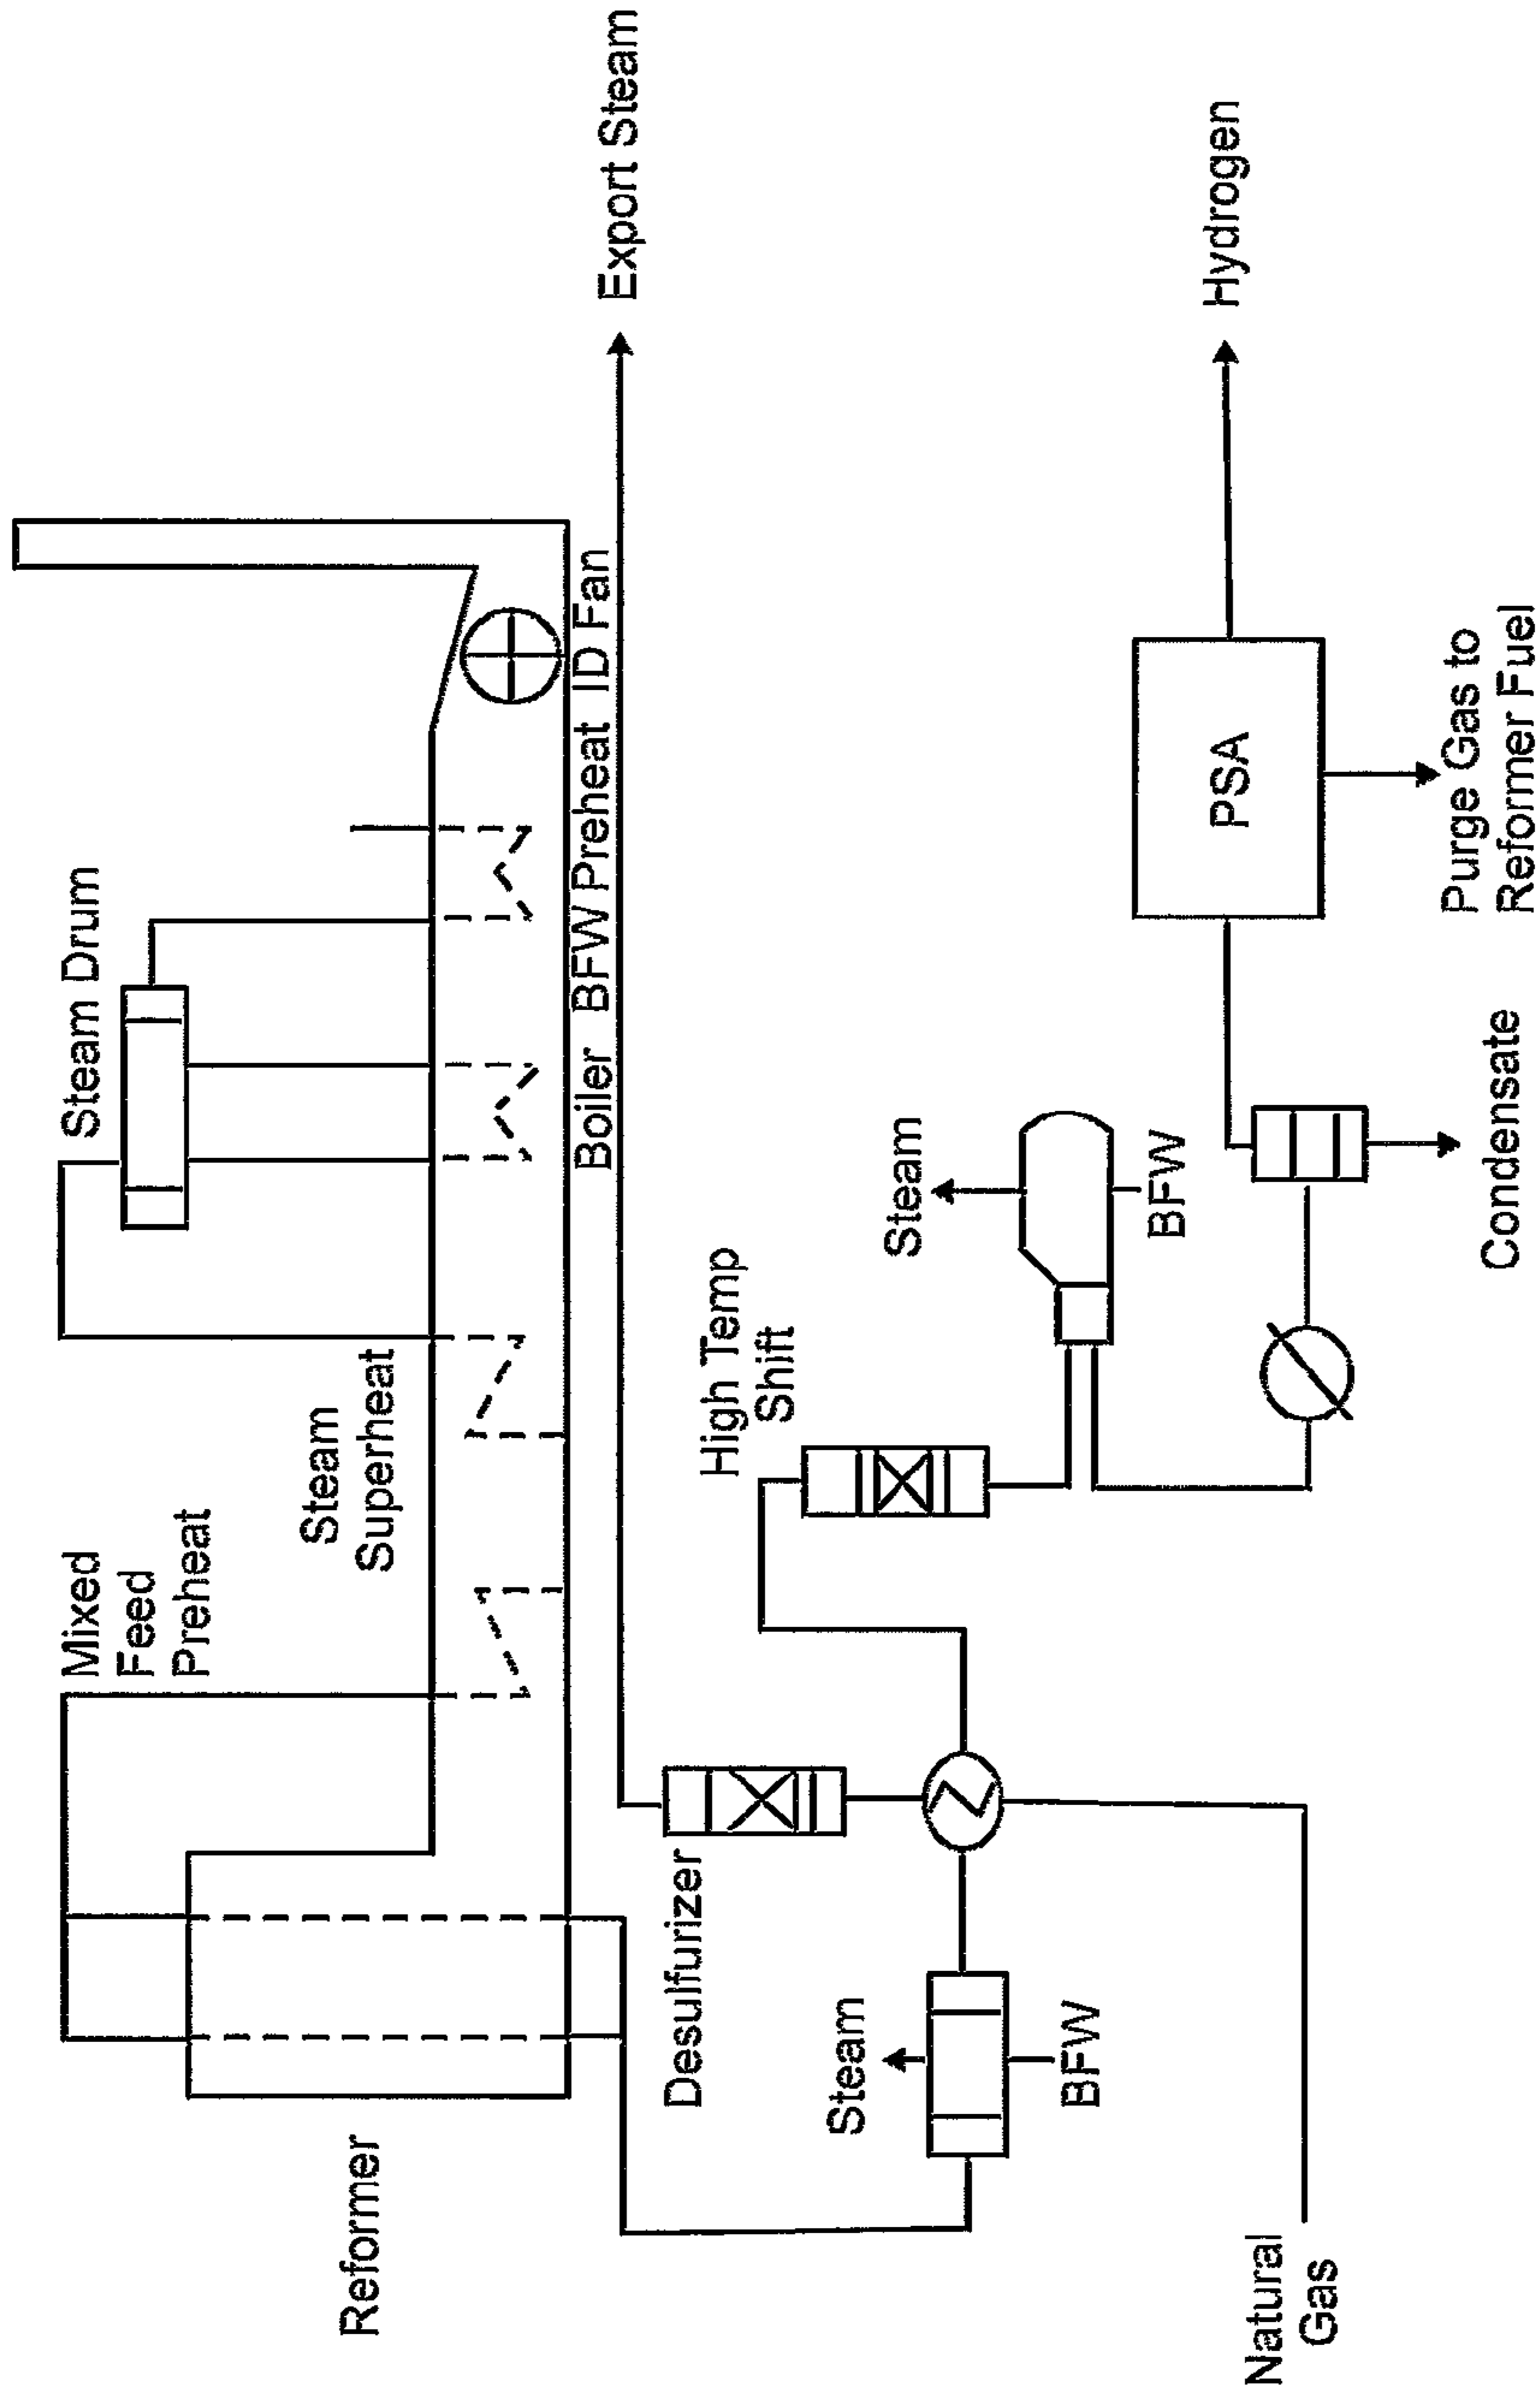 Mixed
Feed
Preheat
Steam Drum
Steam
Superheat
Reformer
Boiler BFW Preheat ID Fan
Export Steam
Desulfurizer
High Temp
Shift
Steam
BFW
Steam
BFW
PSA
Hydrogen
Natural
Gas
Condensate
Purge Gas to
Reformer Fuel